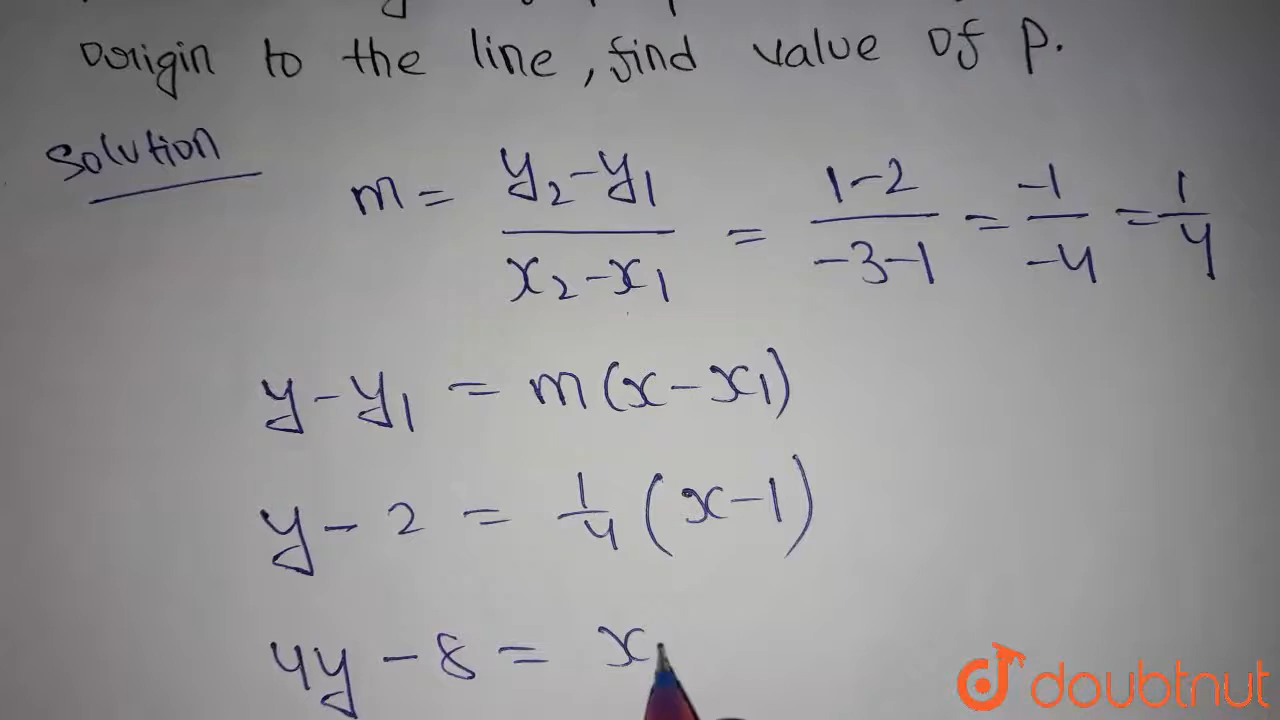 origin to the line, find value of p.
Solution
m = y₂-y₁ / x₂-x₁ = 1-2 / -3-1 = -1 / -4 = 1 / 4
y - y₁ = m(x - x₁)
y - 2 = 1/4 (x - 1)
4y - 8 = x
doubtnut